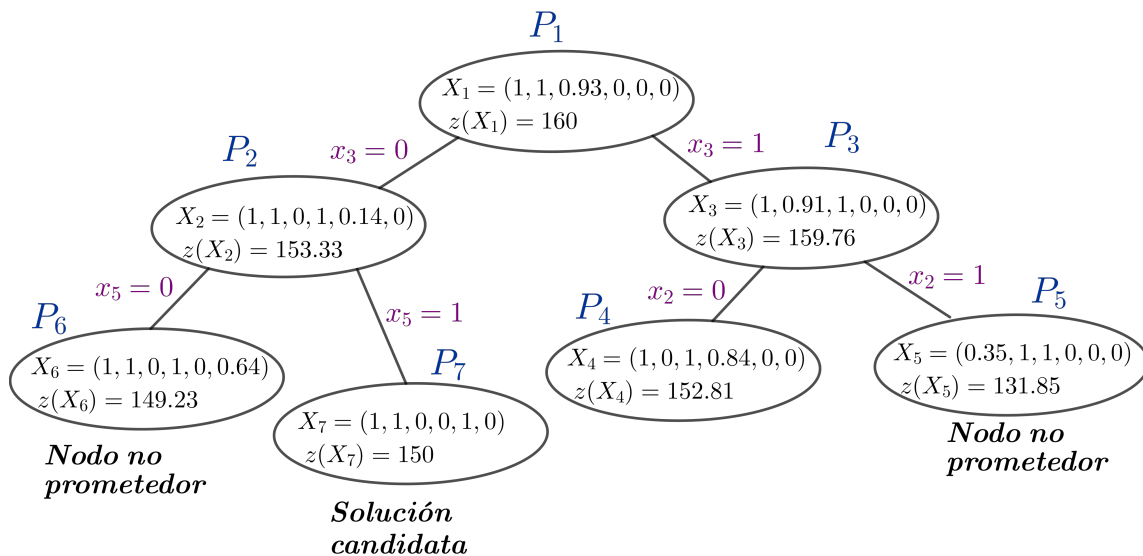 P₁
X₁ = (1, 1, 0.93, 0, 0, 0)
z(X₁) = 160
x₃ = 0
x₃ = 1
P₂
X₂ = (1, 1, 0, 1, 0.14, 0)
z(X₂) = 153.33
P₃
X₃ = (1, 0.91, 1, 0, 0, 0)
z(X₃) = 159.76
x₅ = 0
x₅ = 1
x₂ = 0
x₂ = 1
P₆
X₆ = (1, 1, 0, 1, 0, 0.64)
z(X₆) = 149.23
Nodo no
prometedor
P₇
X₇ = (1, 1, 0, 0, 1, 0)
z(X₇) = 150
Solución
candidata
P₄
X₄ = (1, 0, 1, 0.84, 0, 0)
z(X₄) = 152.81
P₅
X₅ = (0.35, 1, 1, 0, 0, 0)
z(X₅) = 131.85
Nodo no
prometedor